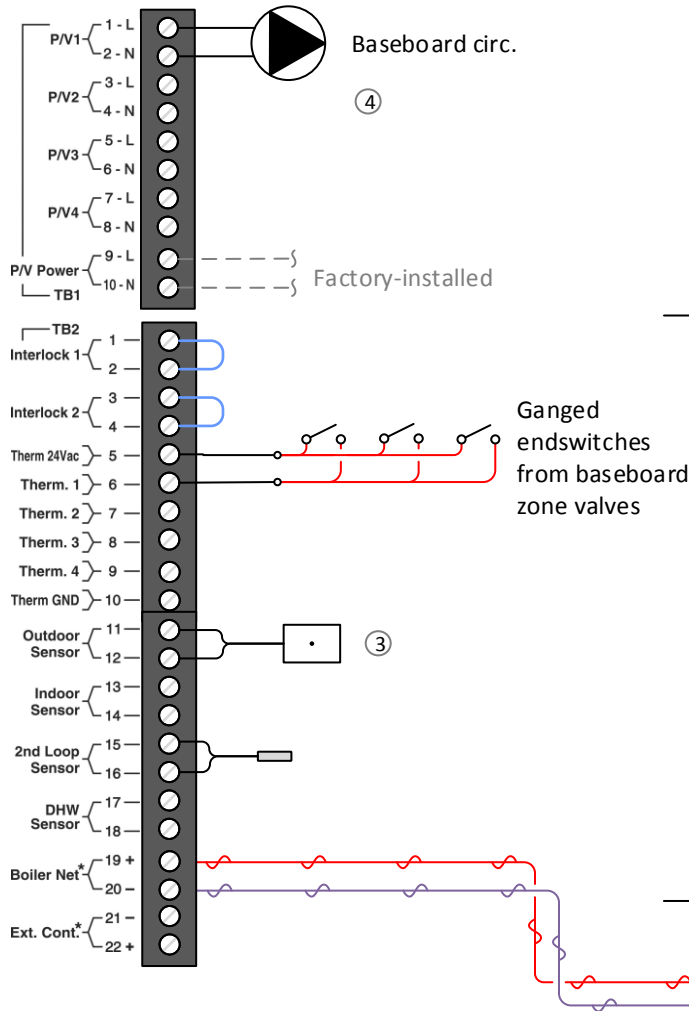 P/V1
1 - L
2 - N
Baseboard circ.
P/V2
3 - L
4 - N
④
P/V3
5 - L
6 - N
P/V4
7 - L
8 - N
P/V Power
9 - L
10 - N
Factory-installed
TB1
TB2
Interlock 1
1
2
Interlock 2
3
4
Ganged
endswitches
from baseboard
zone valves
Therm 24Vac
5
Therm. 1
6
Therm. 2
7
Therm. 3
8
Therm. 4
9
Therm GND
10
Outdoor
Sensor
11
12
③
Indoor
Sensor
13
14
2nd Loop
Sensor
15
16
DHW
Sensor
17
18
Boiler Net*
19 +
20 –
Ext. Cont.*
21 –
22 +